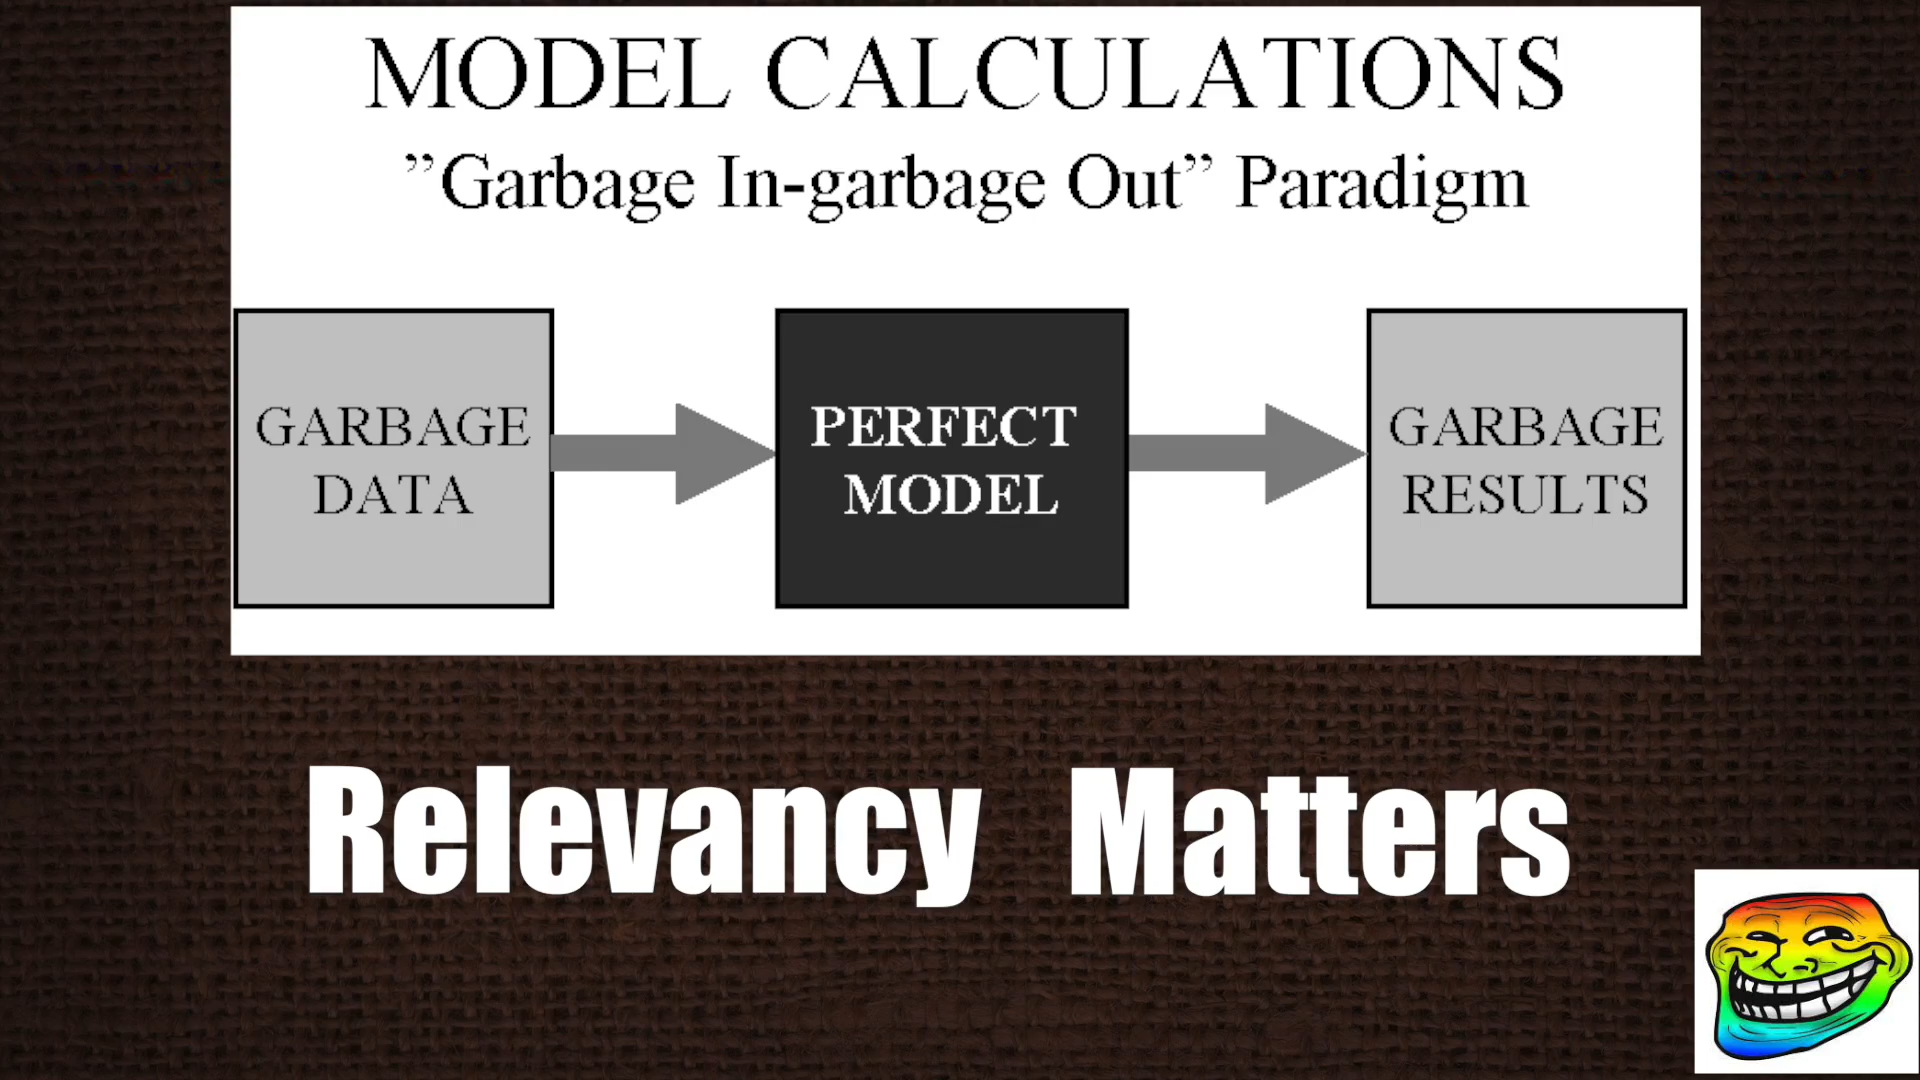 MODEL CALCULATIONS
”Garbage In-garbage Out” Paradigm
GARBAGE
DATA
PERFECT
MODEL
GARBAGE
RESULTS
Relevancy Matters